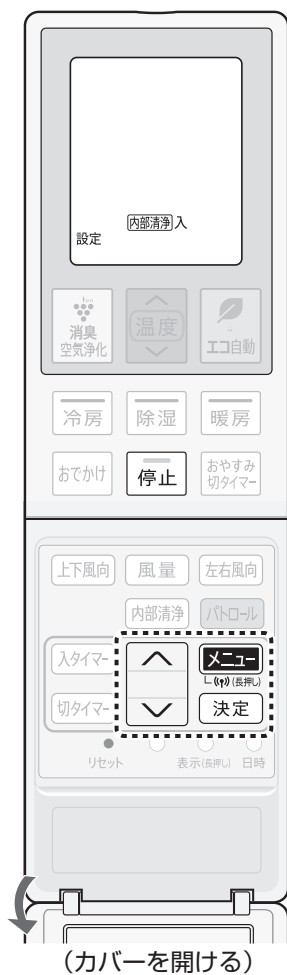 内部清浄 入
設定
ion
消臭
空気浄化
温度
エコ自動
冷房 除湿 暖房
おでかけ 停止 おやすみ
切タイマー
上下風向 風量 左右風向
内部清浄 パトロール
入タイマー メニュー
(長押し)
切タイマー 決定
リセット 表示(長押し) 日時
(カバーを開ける)